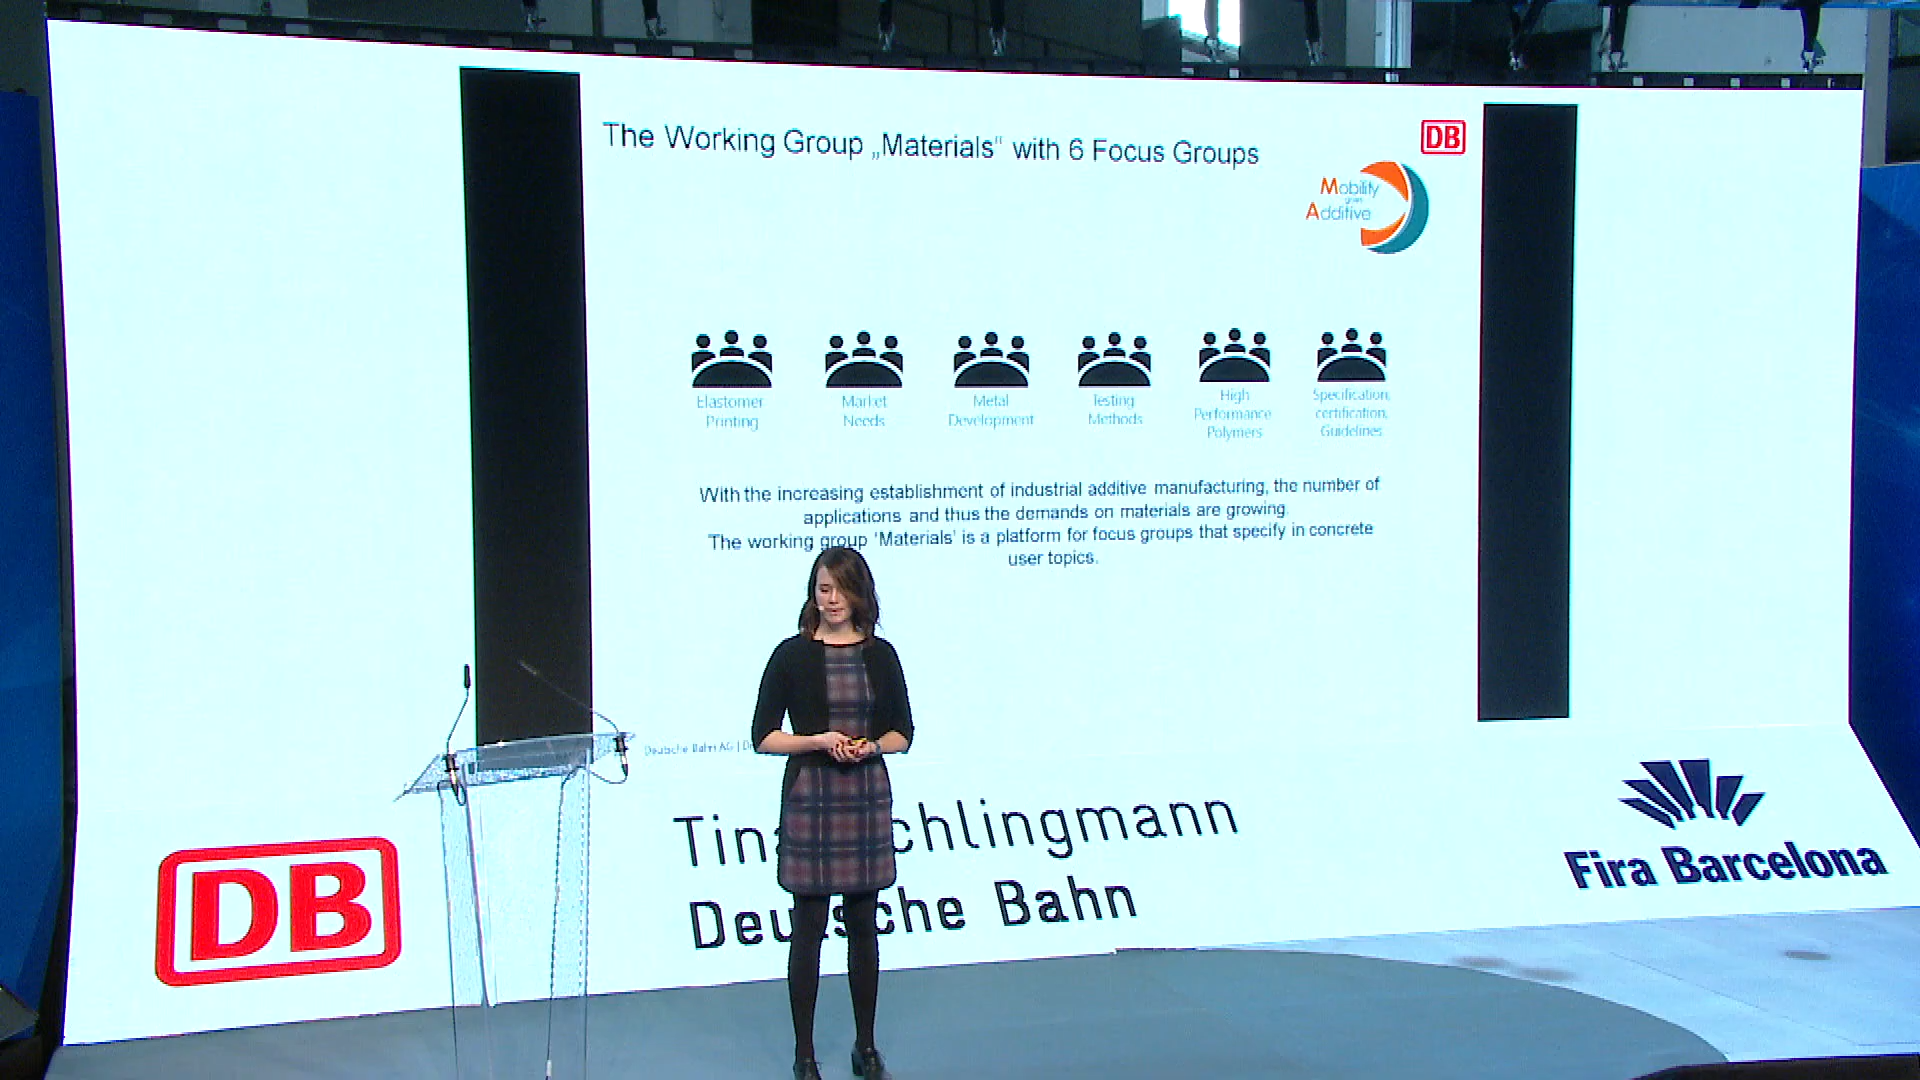 The Working Group „Materials“ with 6 Focus Groups
DB
Mobility
goes
Additive
Elastomer
Printing
Market
Needs
Metal
Development
Testing
Methods
High
Performance
Polymers
Specification,
certification,
Guidelines
With the increasing establishment of industrial additive manufacturing, the number of
applications and thus the demands on materials are growing.
The working group 'Materials' is a platform for focus groups that specify in concrete
user topics.
Deutsche Bahn AG |
Tina chlingmann
Deutsche Bahn
DB
Fira Barcelona